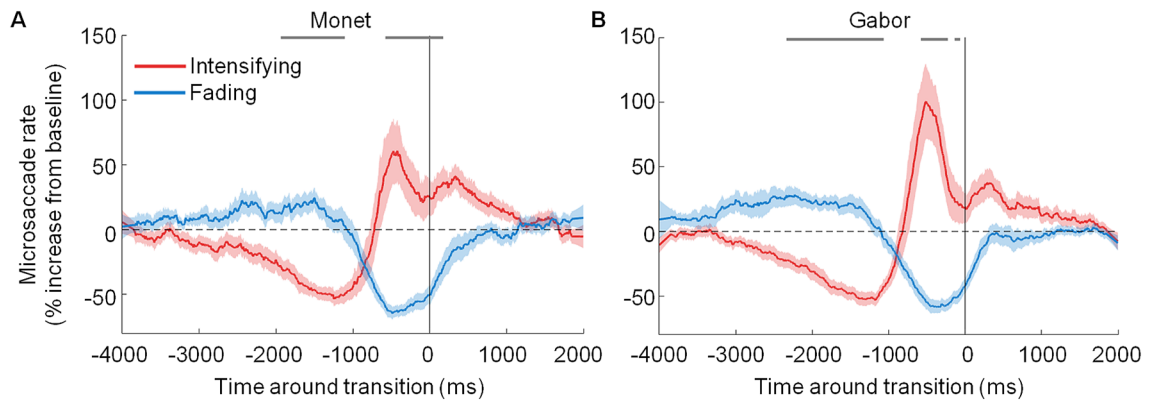 A
Monet
150
100
50
0
-50
Microsaccade rate
(% increase from baseline)
Intensifying
Fading
-4000 -3000 -2000 -1000 0 1000 2000
Time around transition (ms)
B
Gabor
150
100
50
0
-50
-4000 -3000 -2000 -1000 0 1000 2000
Time around transition (ms)